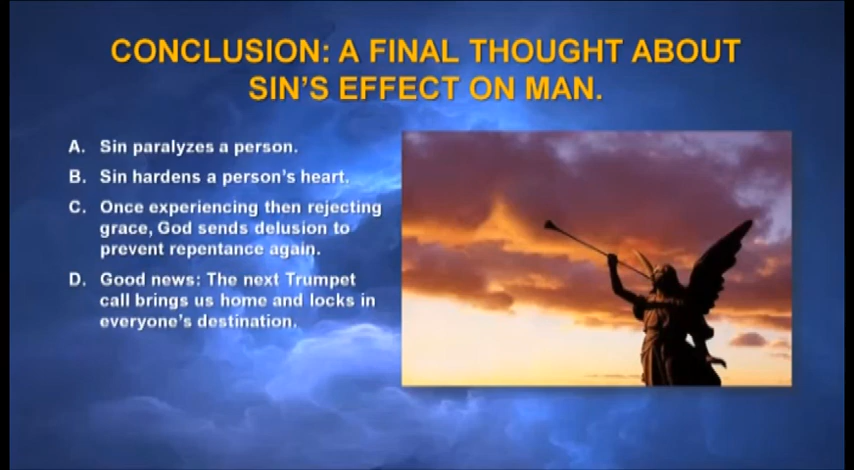 CONCLUSION: A FINAL THOUGHT ABOUT
SIN'S EFFECT ON MAN.
A. Sin paralyzes a person.
B. Sin hardens a person's heart.
C. Once experiencing then rejecting
grace, God sends delusion to
prevent repentance again.
D. Good news: The next Trumpet
call brings us home and locks in
everyone's destination.